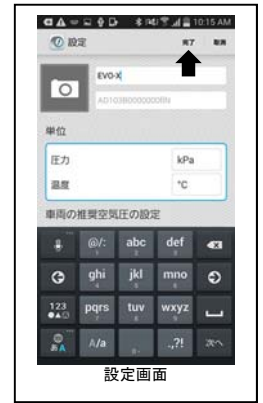 10:15 AM
設定
完了
取消
EVO-X
AD103B0000000RN
単位
圧力
kPa
温度
°C
車両の推奨空気圧の設定
@/:
abc
def
ghi
jkl
mno
123
pqrs
tuv
wxyz
あA
A/a
.,?!
次へ
設定画面